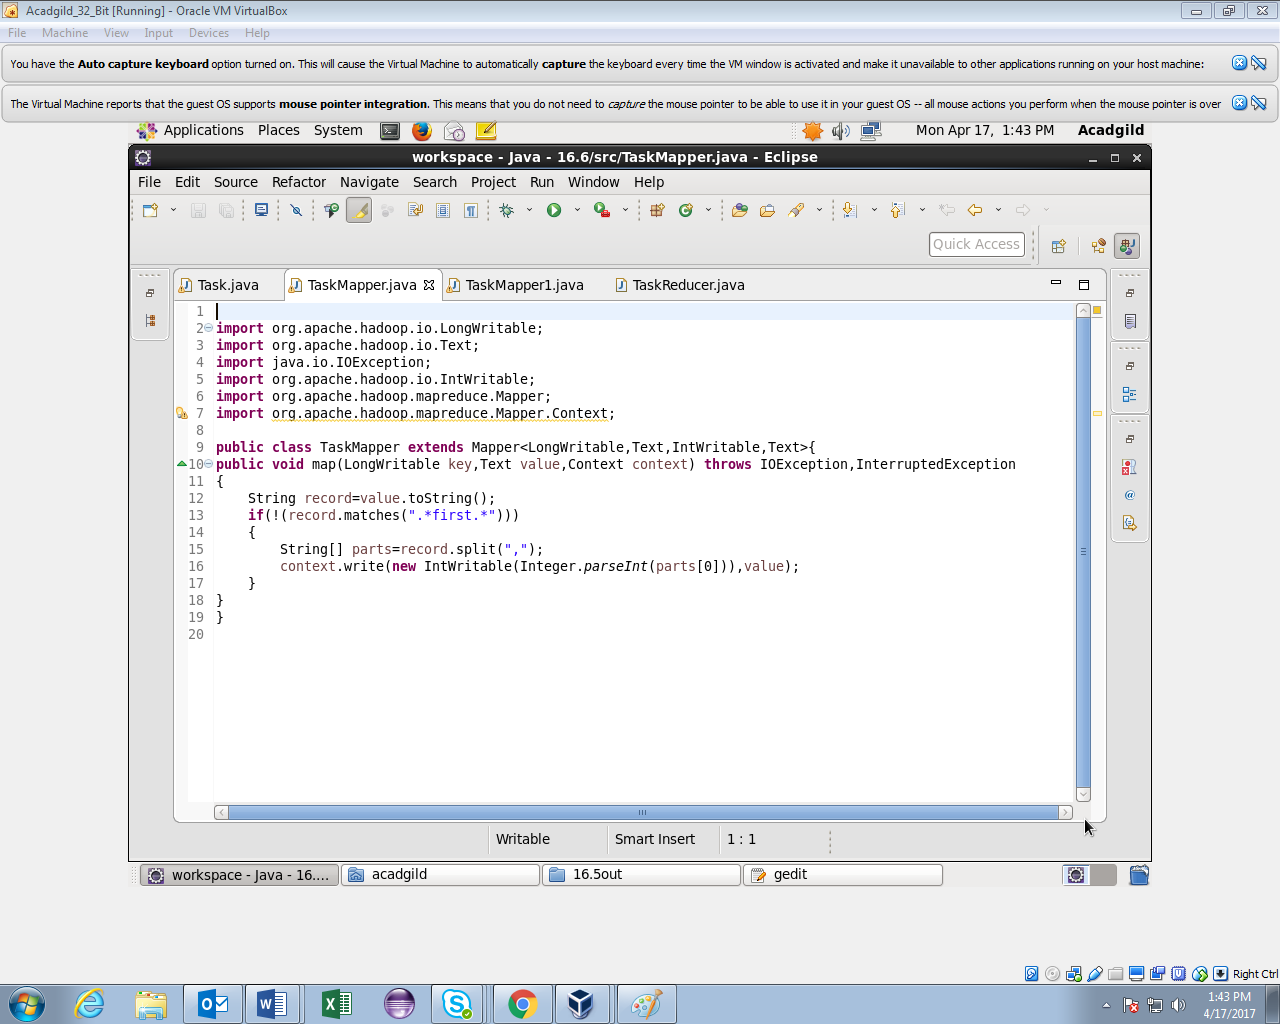 Acadgild_32_Bit [Running] - Oracle VM VirtualBox
File Machine View Input Devices Help
You have the Auto capture keyboard option turned on. This will cause the Virtual Machine to automatically capture the keyboard every time the VM window is activated and make it unavailable to other applications running on your host machine:
The Virtual Machine reports that the guest OS supports mouse pointer integration. This means that you do not need to capture the mouse pointer to be able to use it in your guest OS -- all mouse actions you perform when the mouse pointer is over
Applications Places System Mon Apr 17, 1:43 PM Acadgild
workspace - Java - 16.6/src/TaskMapper.java - Eclipse
File Edit Source Refactor Navigate Search Project Run Window Help
Quick Access
Task.java TaskMapper.java TaskMapper1.java TaskReducer.java
1
2 import org.apache.hadoop.io.LongWritable;
3 import org.apache.hadoop.io.Text;
4 import java.io.IOException;
5 import org.apache.hadoop.io.IntWritable;
6 import org.apache.hadoop.mapreduce.Mapper;
7 import org.apache.hadoop.mapreduce.Mapper.Context;
8
9 public class TaskMapper extends Mapper<LongWritable,Text,IntWritable,Text>{
10 public void map(LongWritable key,Text value,Context context) throws IOException,InterruptedException
11 {
12     String record=value.toString();
13     if(!(record.matches(".*first.*")))
14     {
15         String[] parts=record.split(",");
16         context.write(new IntWritable(Integer.parseInt(parts[0])),value);
17     }
18 }
19 }
20
Writable Smart Insert 1 : 1
workspace - Java - 16.... acadgild 16.5out gedit
Right Ctrl
1:43 PM
4/17/2017